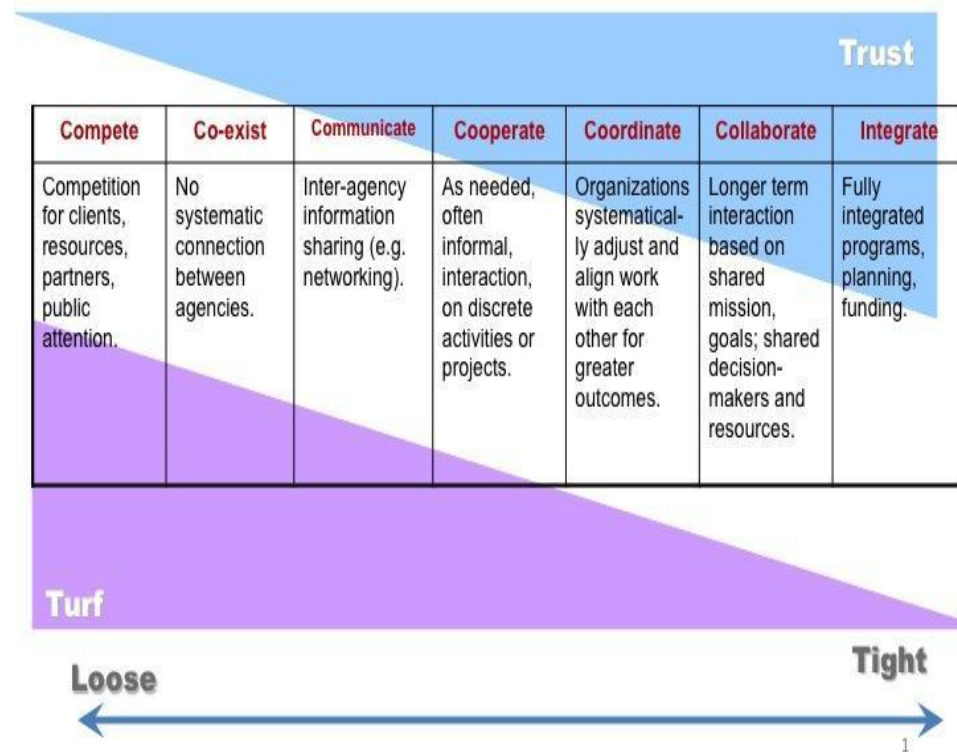 Trust
Compete
Co-exist
Communicate
Cooperate
Coordinate
Collaborate
Integrate
Competition
for clients,
resources,
partners,
public
attention.
No
systematic
connection
between
agencies.
Inter-agency
information
sharing (e.g.
networking).
As needed,
often
informal,
interaction,
on discrete
activities or
projects.
Organizations
systematical-
ly adjust and
align work
with each
other for
greater
outcomes.
Longer term
interaction
based on
shared
mission,
goals; shared
decision-
makers and
resources.
Fully
integrated
programs,
planning,
funding.
Turf
Loose
Tight
1